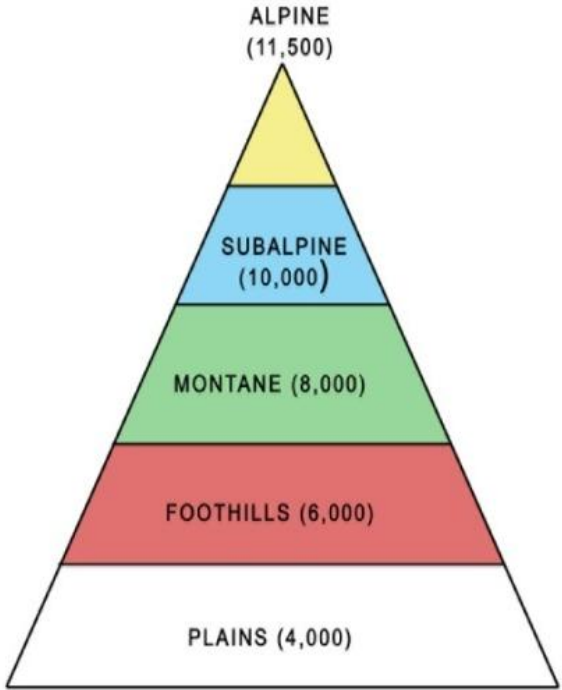 ALPINE
(11,500)
SUBALPINE
(10,000)
MONTANE (8,000)
FOOTHILLS (6,000)
PLAINS (4,000)